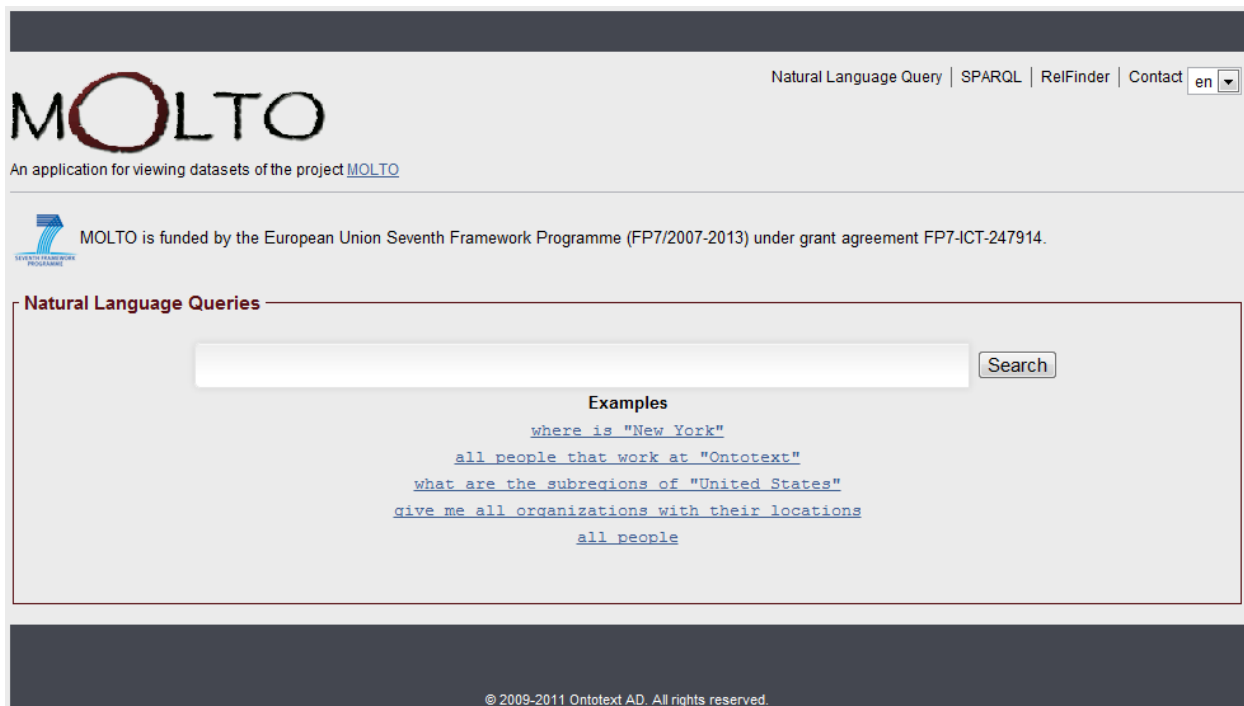 Natural Language Query | SPARQL | RelFinder | Contact en
MOLTO
An application for viewing datasets of the project MOLTO
SEVENTH FRAMEWORK
PROGRAMME
MOLTO is funded by the European Union Seventh Framework Programme (FP7/2007-2013) under grant agreement FP7-ICT-247914.
Natural Language Queries
Search
Examples
where is "New York"
all people that work at "Ontotext"
what are the subregions of "United States"
give me all organizations with their locations
all people
© 2009-2011 Ontotext AD. All rights reserved.